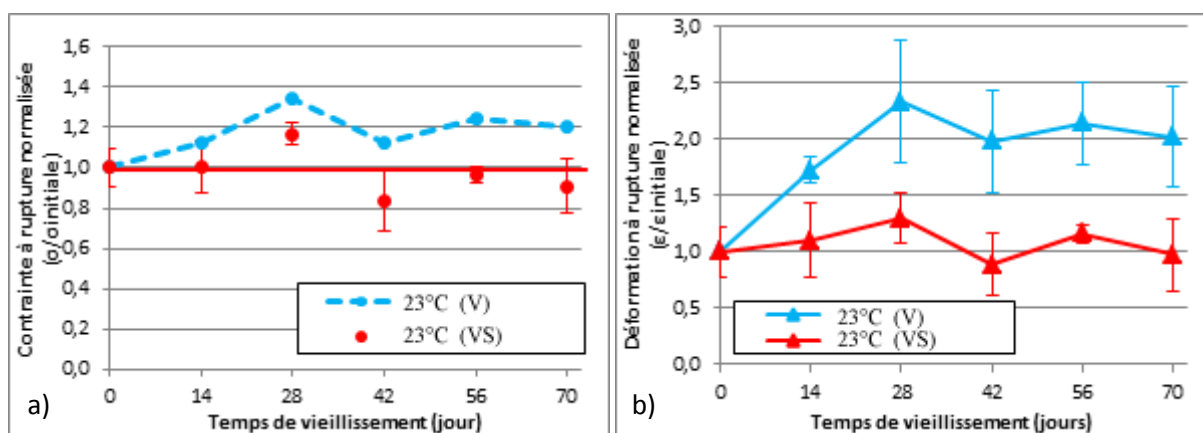 Contrainte à rupture normalisée
(σ/σinitiale)
1,6
1,4
1,2
1,0
0,8
0,6
0,4
0,2
0,0
23°C (V)
23°C (VS)
0 14 28 42 56 70
Temps de vieillissement (jour)
a)
Déformation à rupture normalisée
(ε/ε initiale)
3,0
2,5
2,0
1,5
1,0
0,5
0,0
23°C (V)
23°C (VS)
0 14 28 42 56 70
Temps de vieillissement (jours)
b)